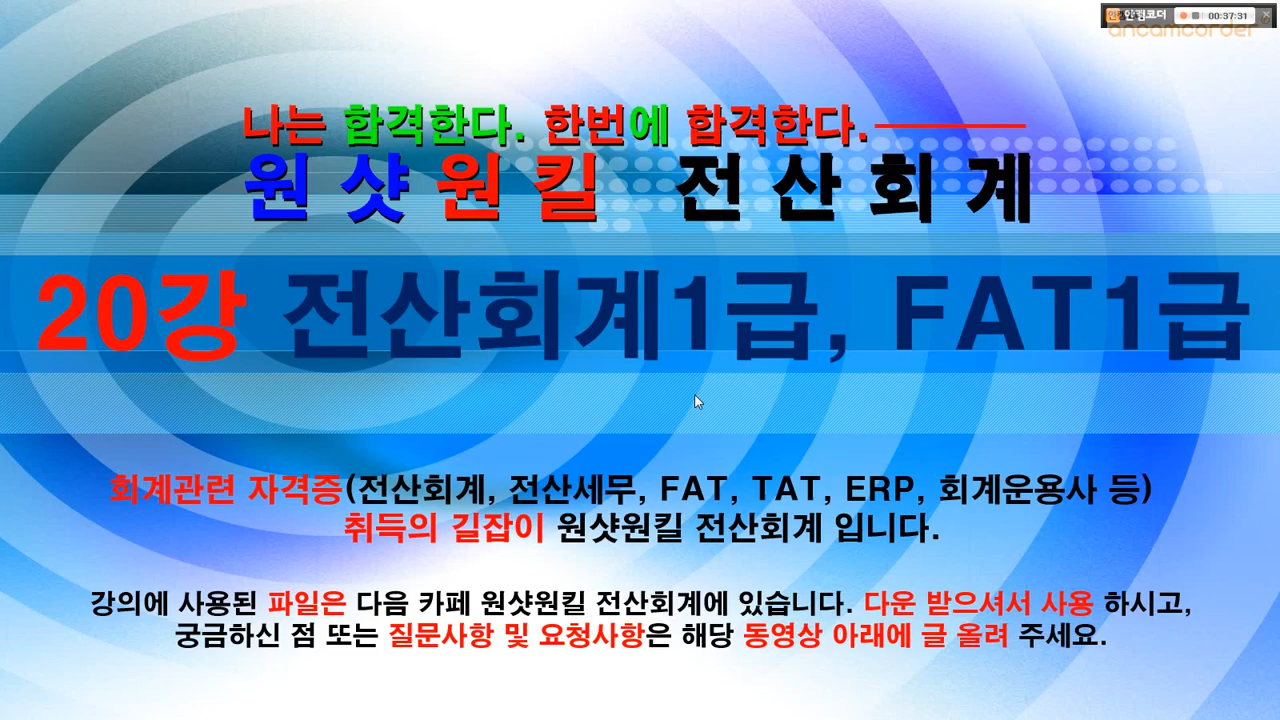 안캠코더 00:37:31
ancamcorder
나는 합격한다. 한번에 합격한다.
원샷원킬 전산회계
20강 전산회계1급, FAT1급
회계관련 자격증(전산회계, 전산세무, FAT, TAT, ERP, 회계운용사 등)
취득의 길잡이 원샷원킬 전산회계 입니다.
강의에 사용된 파일은 다음 카페 원샷원킬 전산회계에 있습니다. 다운 받으셔서 사용 하시고,
궁금하신 점 또는 질문사항 및 요청사항은 해당 동영상 아래에 글 올려 주세요.